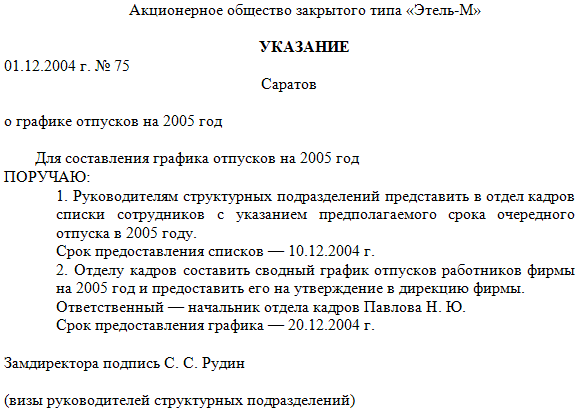 Акционерное общество закрытого типа «Этель-М»
УКАЗАНИЕ
01.12.2004 г. № 75
Саратов
о графике отпусков на 2005 год
Для составления графика отпусков на 2005 год
ПОРУЧАЮ:
1. Руководителям структурных подразделений представить в отдел кадров
списки сотрудников с указанием предполагаемого срока очередного
отпуска в 2005 году.
Срок предоставления списков — 10.12.2004 г.
2. Отделу кадров составить сводный график отпусков работников фирмы
на 2005 год и предоставить его на утверждение в дирекцию фирмы.
Ответственный — начальник отдела кадров Павлова Н. Ю.
Срок предоставления графика — 20.12.2004 г.
Замдиректора подпись С. С. Рудин
(визы руководителей структурных подразделений)